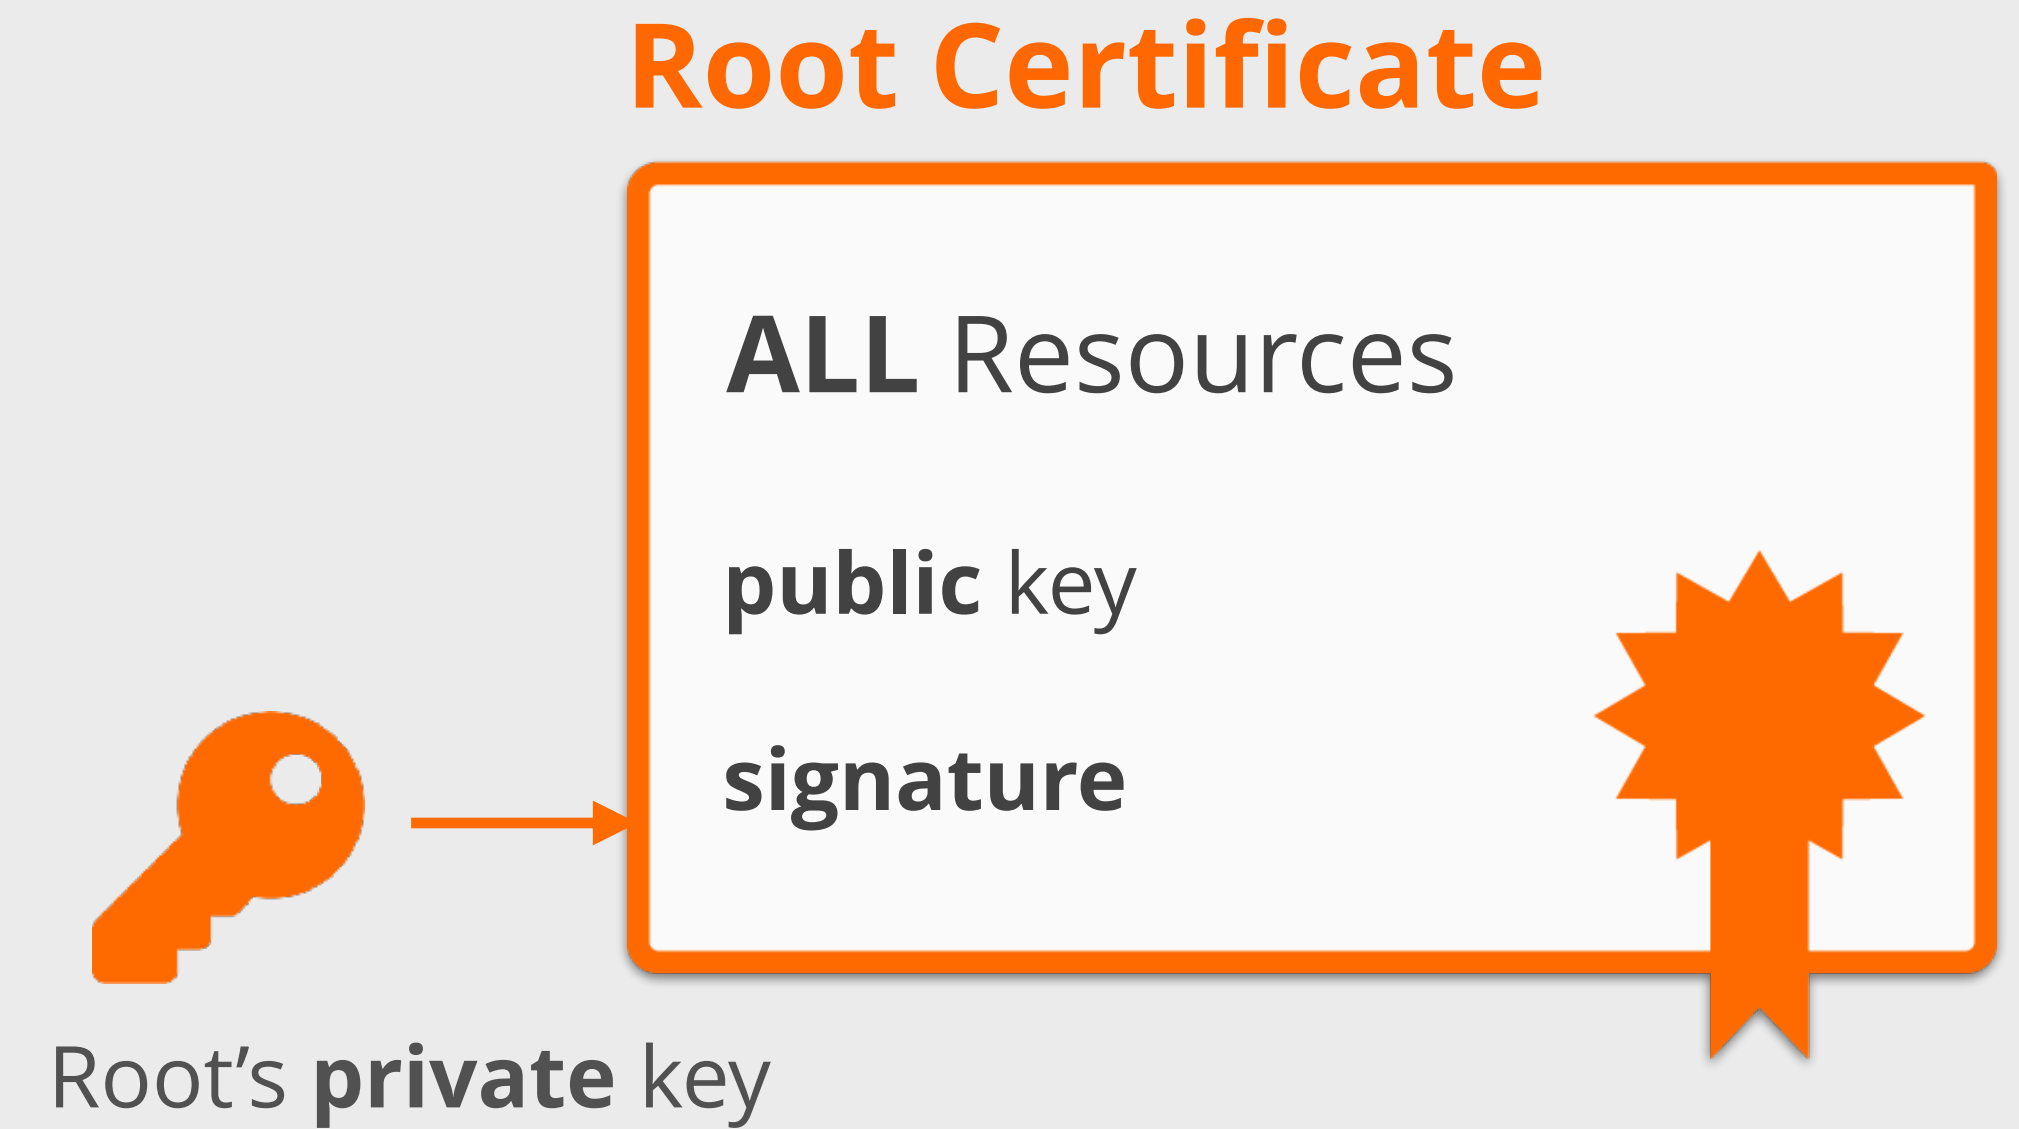 Root Certificate
ALL Resources
public key
signature
Root’s private key